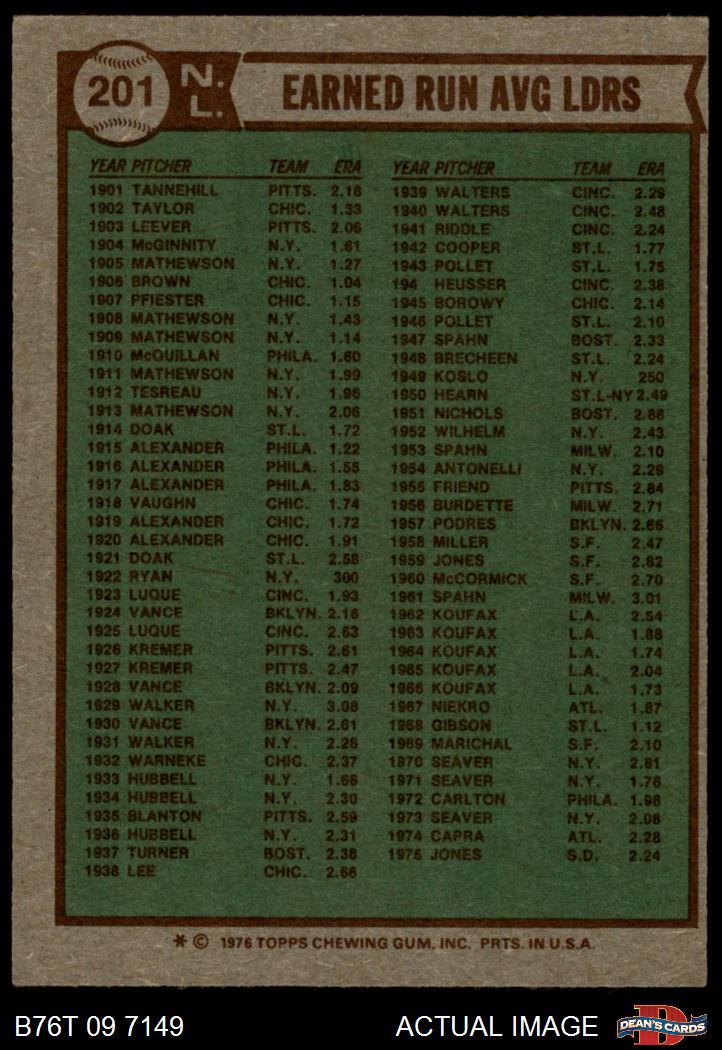 201 N.L. EARNED RUN AVG LDRS
YEAR PITCHER TEAM ERA
1901 TANNEHILL PITTS. 2.18
1902 TAYLOR CHIC. 1.33
1903 LEEVER PITTS. 2.06
1904 McGINNITY N.Y. 1.61
1905 MATHEWSON N.Y. 1.27
1906 BROWN CHIC. 1.04
1907 PFIESTER CHIC. 1.15
1908 MATHEWSON N.Y. 1.43
1909 MATHEWSON N.Y. 1.14
1910 McQUILLAN PHILA. 1.60
1911 MATHEWSON N.Y. 1.99
1912 TESREAU N.Y. 1.96
1913 MATHEWSON N.Y. 2.06
1914 DOAK ST.L. 1.72
1915 ALEXANDER PHILA. 1.22
1916 ALEXANDER PHILA. 1.55
1917 ALEXANDER PHILA. 1.83
1918 VAUGHN CHIC. 1.74
1919 ALEXANDER CHIC. 1.72
1920 ALEXANDER CHIC. 1.91
1921 DOAK ST.L. 2.58
1922 RYAN N.Y. 300
1923 LUQUE CINC. 1.93
1924 VANCE BKLYN. 2.16
1925 LUQUE CINC. 2.63
1926 KREMER PITTS. 2.61
1927 KREMER PITTS. 2.47
1928 VANCE BKLYN. 2.09
1929 WALKER N.Y. 3.08
1930 VANCE BKLYN. 2.61
1931 WALKER N.Y. 2.26
1932 WARNEKE CHIC. 2.37
1933 HUBBELL N.Y. 1.66
1934 HUBBELL N.Y. 2.30
1935 BLANTON PITTS. 2.59
1936 HUBBELL N.Y. 2.31
1937 TURNER BOST. 2.38
1938 LEE CHIC. 2.66
YEAR PITCHER TEAM ERA
1939 WALTERS CINC. 2.29
1940 WALTERS CINC. 2.48
1941 RIDDLE CINC. 2.24
1942 COOPER ST.L. 1.77
1943 POLLET ST.L. 1.75
194 HEUSSER CINC. 2.38
1945 BOROWY CHIC. 2.14
1946 POLLET ST.L. 2.10
1947 SPAHN BOST. 2.33
1948 BRECHEEN ST.L. 2.24
1949 KOSLO N.Y. 250
1950 HEARN ST.L-NY 2.49
1951 NICHOLS BOST. 2.88
1952 WILHELM N.Y. 2.43
1953 SPAHN MILW. 2.10
1954 ANTONELLI N.Y. 2.29
1955 FRIEND PITTS. 2.84
1956 BURDETTE MILW. 2.71
1957 PODRES BKLYN. 2.66
1958 MILLER S.F. 2.47
1959 JONES S.F. 2.82
1960 McCORMICK S.F. 2.70
1961 SPAHN MILW. 3.01
1962 KOUFAX L.A. 2.54
1963 KOUFAX L.A. 1.88
1964 KOUFAX L.A. 1.74
1965 KOUFAX L.A. 2.04
1966 KOUFAX L.A. 1.73
1967 NIEKRO ATL. 1.87
1968 GIBSON ST.L. 1.12
1969 MARICHAL S.F. 2.10
1970 SEAVER N.Y. 2.81
1971 SEAVER N.Y. 1.76
1972 CARLTON PHILA. 1.98
1973 SEAVER N.Y. 2.08
1974 CAPRA ATL. 2.28
1975 JONES S.D. 2.24
* © 1976 TOPPS CHEWING GUM, INC. PRTS. IN U.S.A.
B76T 09 7149 ACTUAL IMAGE DEAN'S CARDS